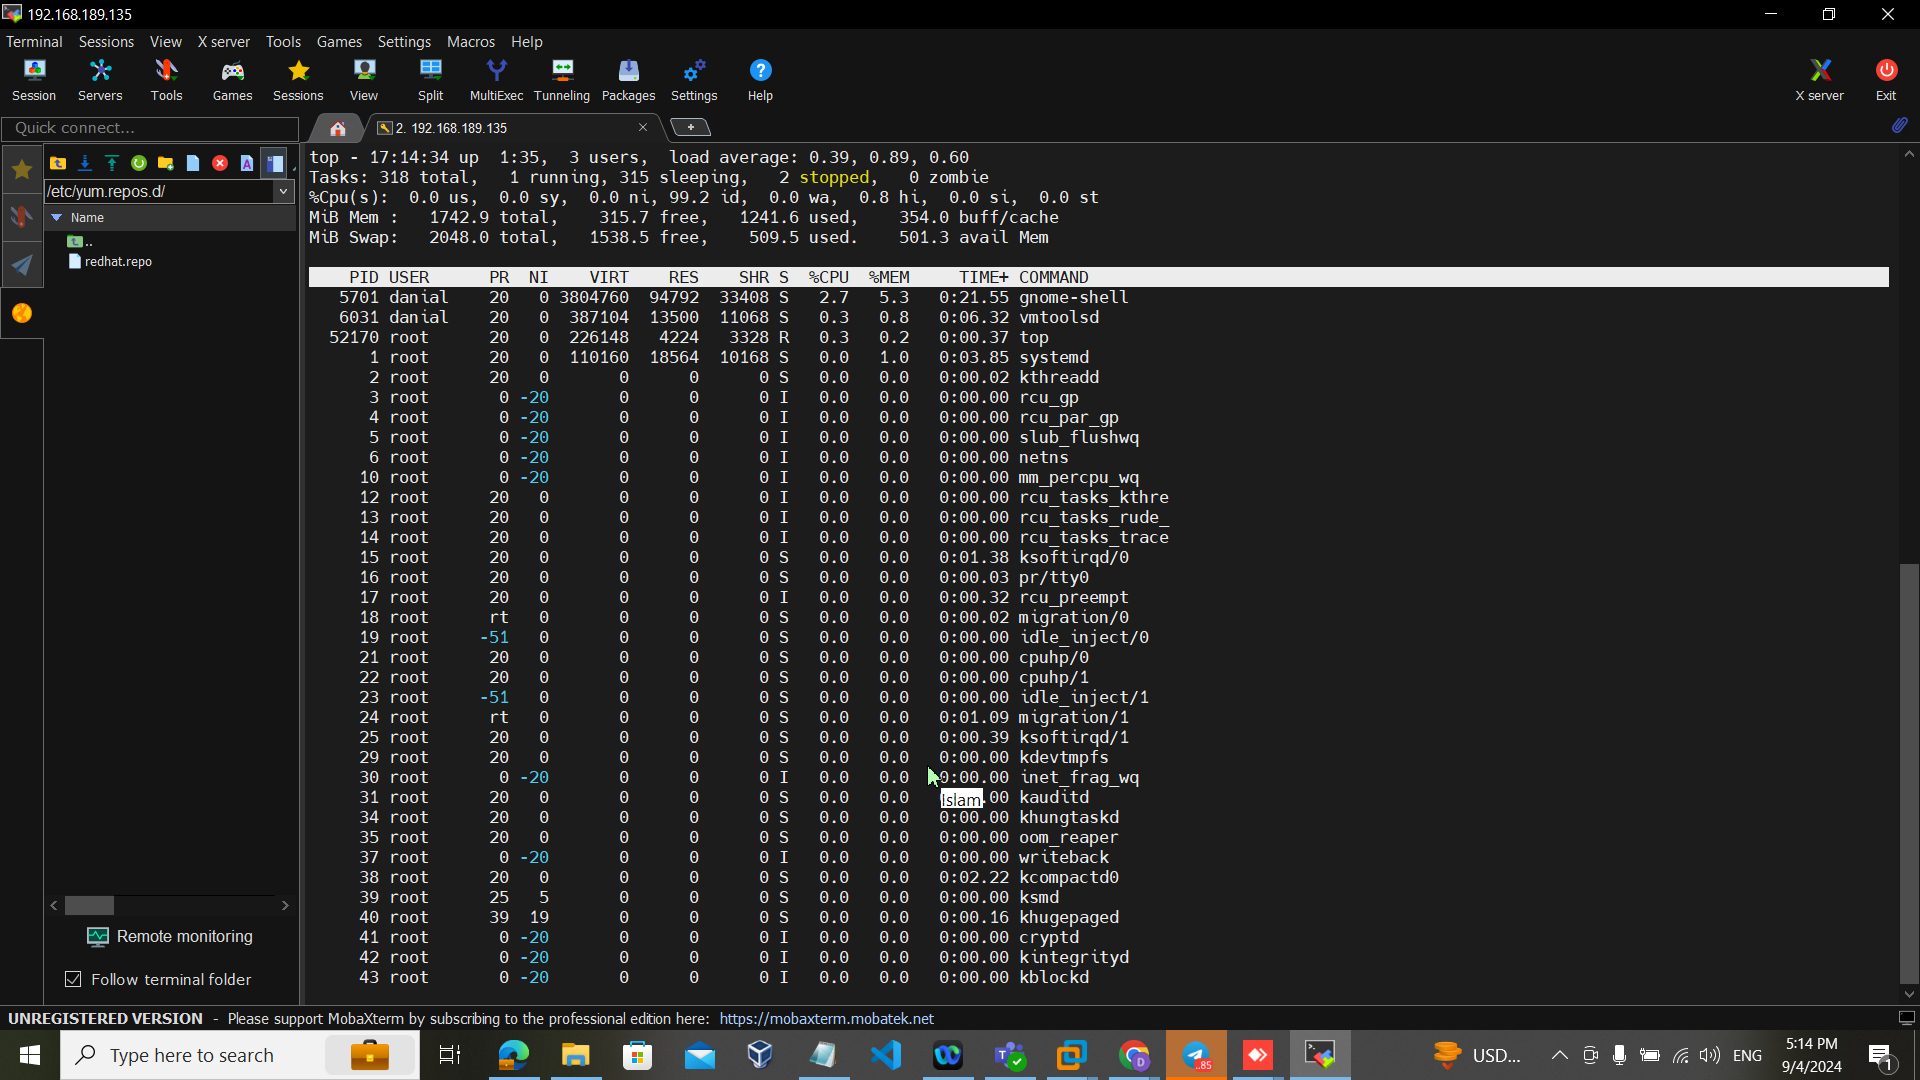 192.168.189.135
Terminal Sessions View X server Tools Games Settings Macros Help
Session Servers Tools Games Sessions View Split MultiExec Tunneling Packages Settings Help X server Exit
Quick connect...
2. 192.168.189.135
/etc/yum.repos.d/
Name
..
redhat.repo
Remote monitoring
Follow terminal folder
top - 17:14:34 up  1:35,  3 users,  load average: 0.39, 0.89, 0.60
Tasks: 318 total,   1 running, 315 sleeping,   2 stopped,   0 zombie
%Cpu(s):  0.0 us,  0.0 sy,  0.0 ni, 99.2 id,  0.0 wa,  0.8 hi,  0.0 si,  0.0 st
MiB Mem :   1742.9 total,    315.7 free,   1241.6 used,    354.0 buff/cache
MiB Swap:   2048.0 total,   1538.5 free,    509.5 used.    501.3 avail Mem
PID USER PR NI VIRT RES SHR S %CPU %MEM TIME+ COMMAND
5701 danial 20 0 3804760 94792 33408 S 2.7 5.3 0:21.55 gnome-shell
6031 danial 20 0 387104 13500 11068 S 0.3 0.8 0:06.32 vmtoolsd
52170 root 20 0 226148 4224 3328 R 0.3 0.2 0:00.37 top
1 root 20 0 110160 18564 10168 S 0.0 1.0 0:03.85 systemd
2 root 20 0 0 0 0 S 0.0 0.0 0:00.02 kthreadd
3 root 0 -20 0 0 0 I 0.0 0.0 0:00.00 rcu_gp
4 root 0 -20 0 0 0 I 0.0 0.0 0:00.00 rcu_par_gp
5 root 0 -20 0 0 0 I 0.0 0.0 0:00.00 slub_flushwq
6 root 0 -20 0 0 0 I 0.0 0.0 0:00.00 netns
10 root 0 -20 0 0 0 I 0.0 0.0 0:00.00 mm_percpu_wq
12 root 20 0 0 0 0 I 0.0 0.0 0:00.00 rcu_tasks_kthre
13 root 20 0 0 0 0 I 0.0 0.0 0:00.00 rcu_tasks_rude_
14 root 20 0 0 0 0 I 0.0 0.0 0:00.00 rcu_tasks_trace
15 root 20 0 0 0 0 S 0.0 0.0 0:01.38 ksoftirqd/0
16 root 20 0 0 0 0 S 0.0 0.0 0:00.03 pr/tty0
17 root 20 0 0 0 0 I 0.0 0.0 0:00.32 rcu_preempt
18 root rt 0 0 0 0 S 0.0 0.0 0:00.02 migration/0
19 root -51 0 0 0 0 S 0.0 0.0 0:00.00 idle_inject/0
21 root 20 0 0 0 0 S 0.0 0.0 0:00.00 cpuhp/0
22 root 20 0 0 0 0 S 0.0 0.0 0:00.00 cpuhp/1
23 root -51 0 0 0 0 S 0.0 0.0 0:00.00 idle_inject/1
24 root rt 0 0 0 0 S 0.0 0.0 0:01.09 migration/1
25 root 20 0 0 0 0 S 0.0 0.0 0:00.39 ksoftirqd/1
29 root 20 0 0 0 0 S 0.0 0.0 0:00.00 kdevtmpfs
30 root 0 -20 0 0 0 I 0.0 0.0 0:00.00 inet_frag_wq
31 root 20 0 0 0 0 S 0.0 0.0 Islam.00 kauditd
34 root 20 0 0 0 0 S 0.0 0.0 0:00.00 khungtaskd
35 root 20 0 0 0 0 S 0.0 0.0 0:00.00 oom_reaper
37 root 0 -20 0 0 0 I 0.0 0.0 0:00.00 writeback
38 root 20 0 0 0 0 S 0.0 0.0 0:02.22 kcompactd0
39 root 25 5 0 0 0 S 0.0 0.0 0:00.00 ksmd
40 root 39 19 0 0 0 S 0.0 0.0 0:00.16 khugepaged
41 root 0 -20 0 0 0 I 0.0 0.0 0:00.00 cryptd
42 root 0 -20 0 0 0 I 0.0 0.0 0:00.00 kintegrityd
43 root 0 -20 0 0 0 I 0.0 0.0 0:00.00 kblockd
UNREGISTERED VERSION - Please support MobaXterm by subscribing to the professional edition here: https://mobaxterm.mobatek.net
Type here to search
..85
USD...
ENG
5:14 PM
9/4/2024
1